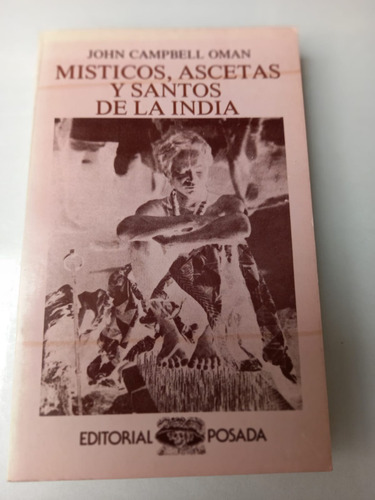 JOHN CAMPBELL OMAN
MISTICOS, ASCETAS
Y SANTOS
DE LA INDIA
EDITORIAL POSADA